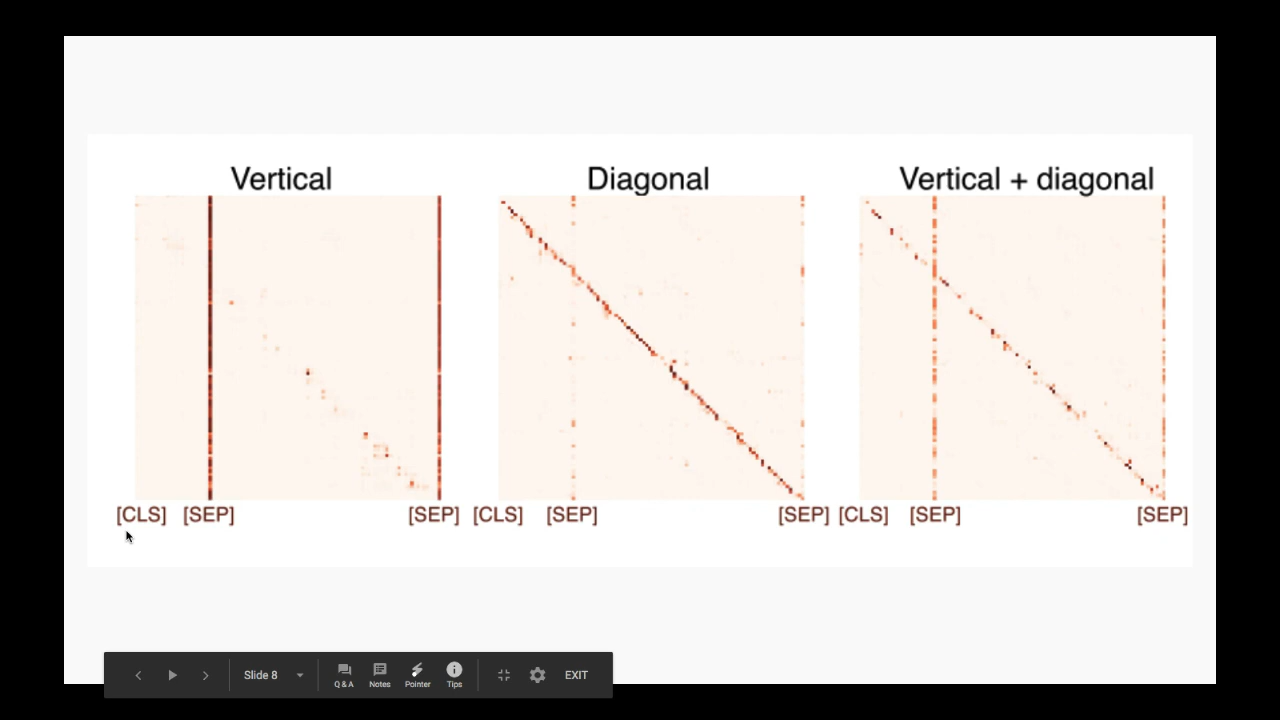 Vertical Diagonal Vertical + diagonal
[CLS] [SEP] [SEP] [CLS] [SEP] [SEP] [CLS] [SEP] [SEP]
Slide 8 EXIT
Q & A Notes Pointer Tips